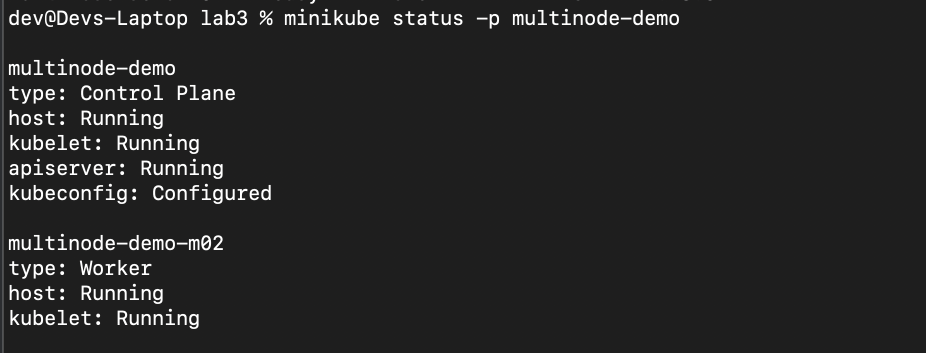 dev@Devs-Laptop lab3 % minikube status -p multinode-demo
multinode-demo
type: Control Plane
host: Running
kubelet: Running
apiserver: Running
kubeconfig: Configured
multinode-demo-m02
type: Worker
host: Running
kubelet: Running